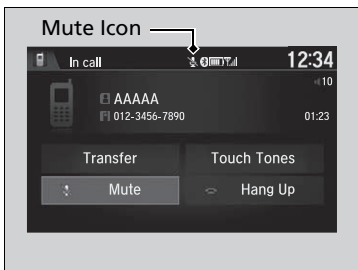 Mute Icon
In call 12:34
10
AAAAA
012-3456-7890 01:23
Transfer Touch Tones
Mute Hang Up